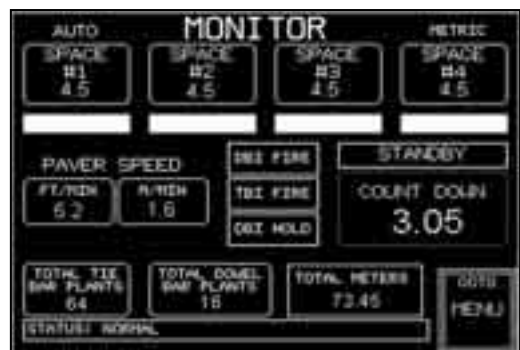 AUTO MONITOR METRIC
SPACE SPACE SPACE SPACE
#1 #2 #3 #4
4.5 4.5 4.5 4.5
PAVER SPEED
FT/MIN M/MIN
6.2 1.6
DBI FIRE
TBI FIRE
DBI HOLD
STANDBY
COUNT DOWN
3.05
TOTAL TIE
BAR PLANTS
64
TOTAL DOWEL
BAR PLANTS
16
TOTAL METERS
73.45
GOTO
MENU
STATUS: NORMAL